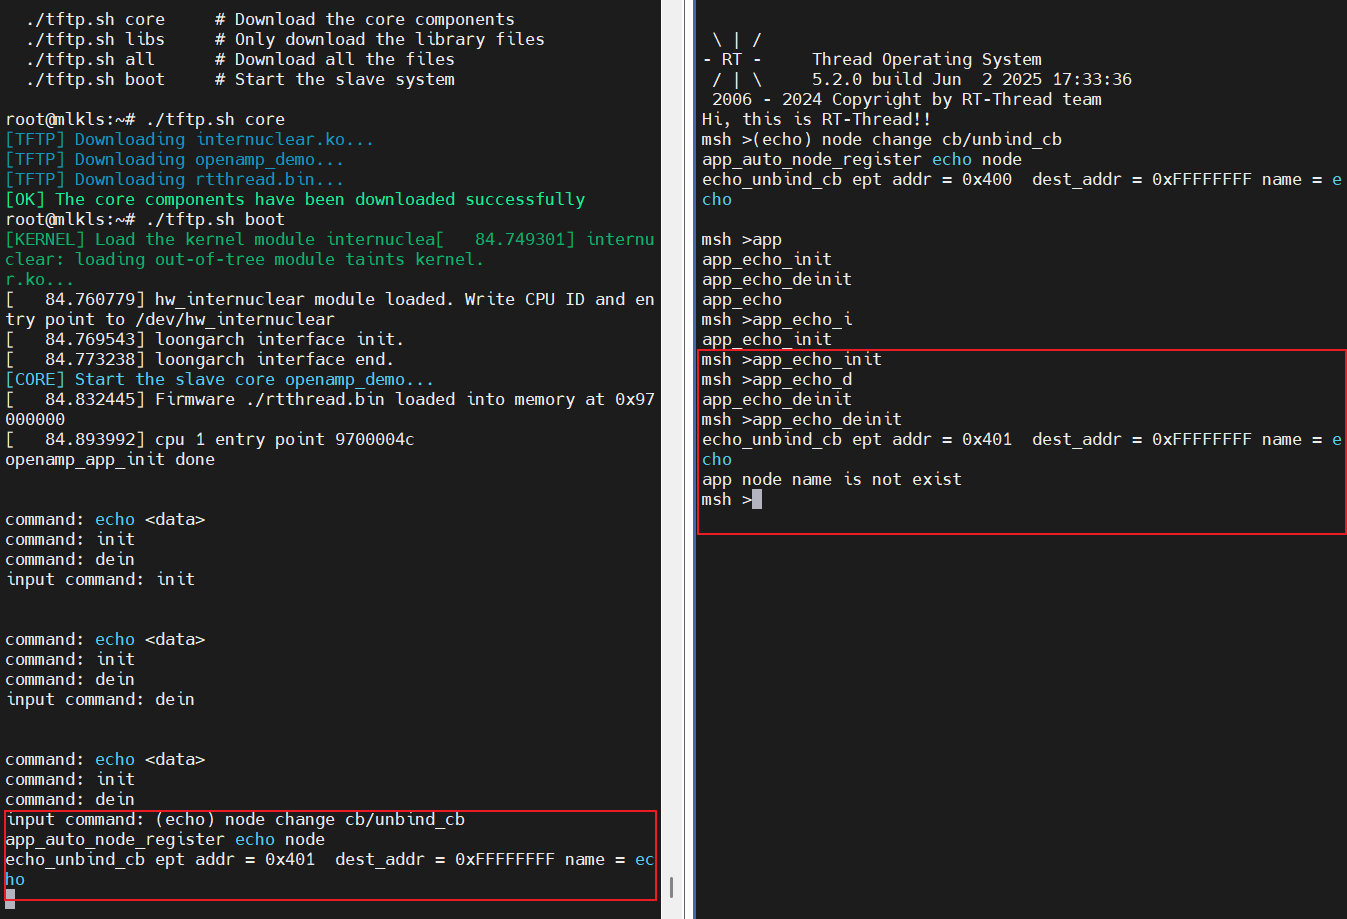 ./tftp.sh core     # Download the core components
  ./tftp.sh libs     # Only download the library files
  ./tftp.sh all      # Download all the files
  ./tftp.sh boot     # Start the slave system

root@mlkls:~# ./tftp.sh core
[TFTP] Downloading internuclear.ko...
[TFTP] Downloading openamp_demo...
[TFTP] Downloading rtthread.bin...
[OK] The core components have been downloaded successfully
root@mlkls:~# ./tftp.sh boot
[KERNEL] Load the kernel module internuclea[   84.749301] internu
clear: loading out-of-tree module taints kernel.
r.ko...
[   84.760779] hw_internuclear module loaded. Write CPU ID and en
try point to /dev/hw_internuclear
[   84.769543] loongarch interface init.
[   84.773238] loongarch interface end.
[CORE] Start the slave core openamp_demo...
[   84.832445] Firmware ./rtthread.bin loaded into memory at 0x97
000000
[   84.893992] cpu 1 entry point 9700004c
openamp_app_init done

command: echo <data>
command: init
command: dein
input command: init

command: echo <data>
command: init
command: dein
input command: dein

command: echo <data>
command: init
command: dein
input command: (echo) node change cb/unbind_cb
app_auto_node_register echo node
echo_unbind_cb ept addr = 0x401  dest_addr = 0xFFFFFFFF name = ec
ho

 \ | /
- RT -     Thread Operating System
 / | \     5.2.0 build Jun  2 2025 17:33:36
 2006 - 2024 Copyright by RT-Thread team
Hi, this is RT-Thread!!
msh >(echo) node change cb/unbind_cb
app_auto_node_register echo node
echo_unbind_cb ept addr = 0x400  dest_addr = 0xFFFFFFFF name = e
cho

msh >app
app_echo_init
app_echo_deinit
app_echo
msh >app_echo_i
app_echo_init
msh >app_echo_init
msh >app_echo_d
app_echo_deinit
msh >app_echo_deinit
echo_unbind_cb ept addr = 0x401  dest_addr = 0xFFFFFFFF name = e
cho
app node name is not exist
msh >